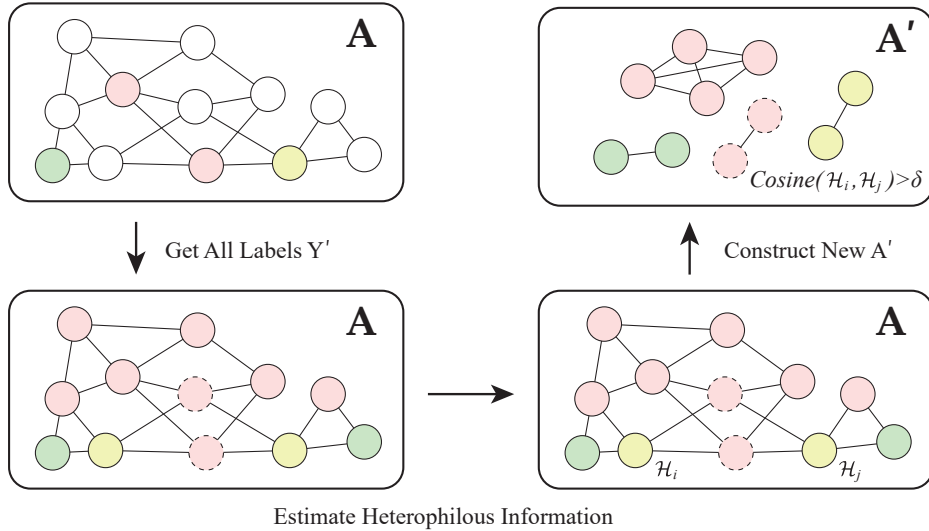 A
A′
Cosine(ℋi, ℋj)>δ
Get All Labels Y′
Construct New A′
A
A
ℋi
ℋj
Estimate Heterophilous Information